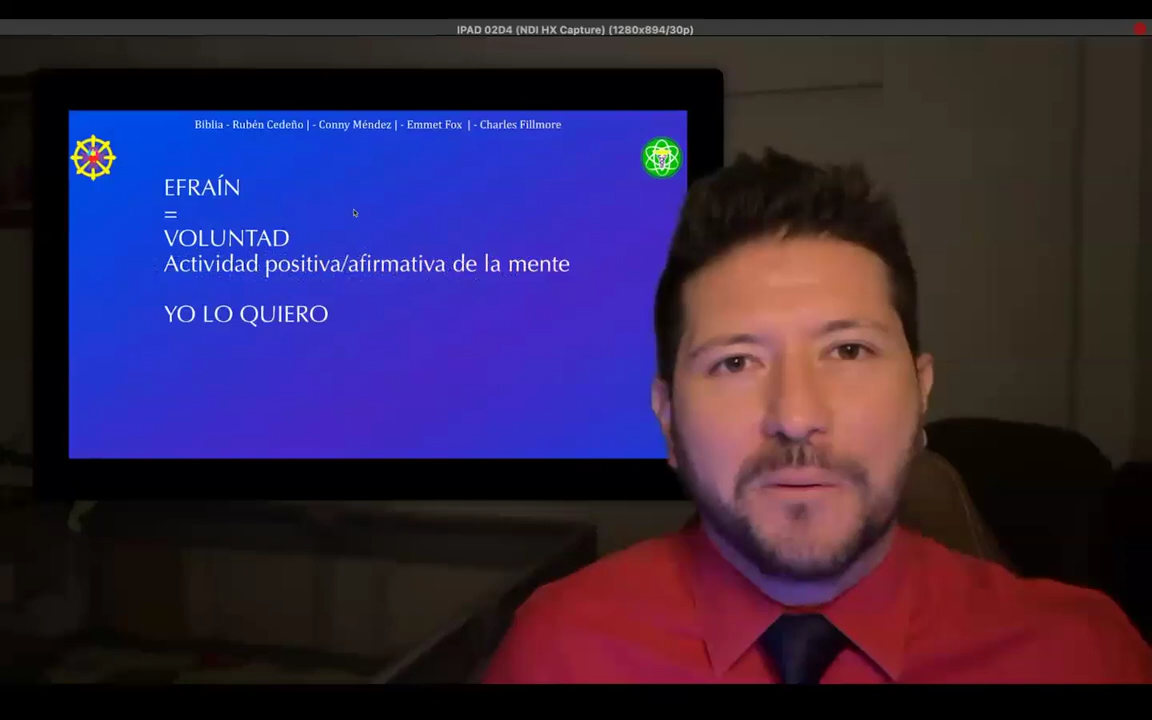 IPAD 02D4 (NDI HX Capture) (1280x894/30p)
Biblia - Rubén Cedeño | - Conny Méndez | - Emmet Fox | - Charles Fillmore
EFRAÍN
=
VOLUNTAD
Actividad positiva/afirmativa de la mente
YO LO QUIERO